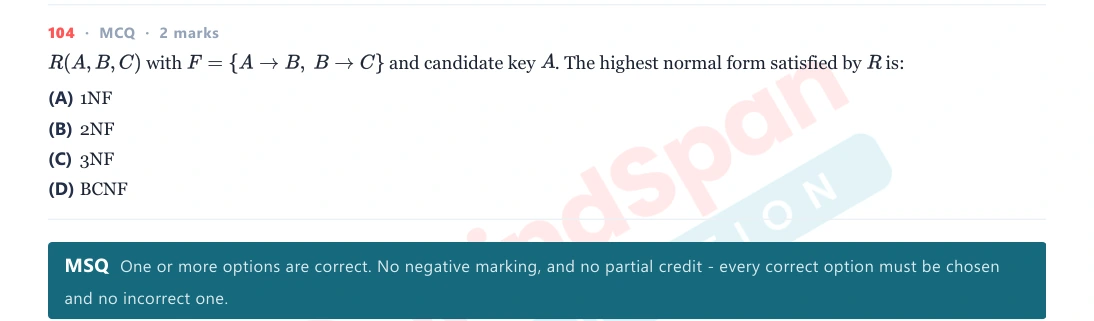 104 · MCQ · 2 marks
R(A, B, C) with F = {A → B, B → C} and candidate key A. The highest normal form satisfied by R is:
(A) 1NF
(B) 2NF
(C) 3NF
(D) BCNF
MSQ One or more options are correct. No negative marking, and no partial credit - every correct option must be chosen
and no incorrect one.